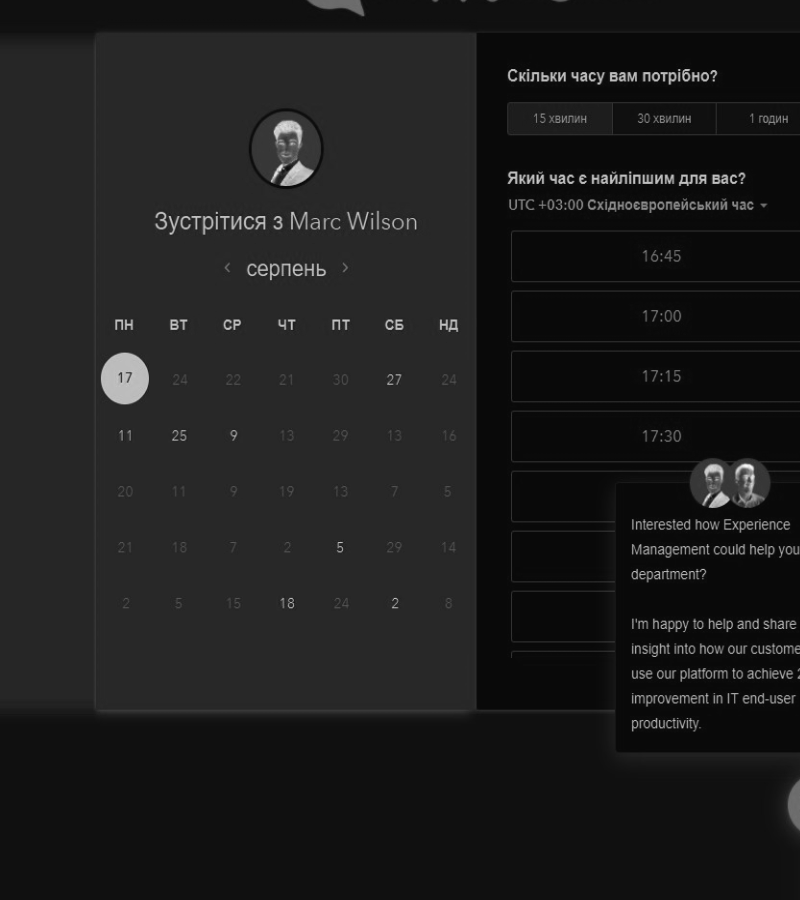 Зустрітися з Marc Wilson
серпень
ПН ВТ СР ЧТ ПТ СБ НД
17 24 22 21 30 27 24
11 25 9 13 29 13 16
20 11 9 19 13 7 5
21 18 7 2 5 29 14
2 5 15 18 24 2 8
Скільки часу вам потрібно?
15 хвилин 30 хвилин 1 годин
Який час є найліпшим для вас?
UTC +03:00 Східноєвропейський час
16:45
17:00
17:15
17:30
Interested how Experience
Management could help you
department?
I'm happy to help and share
insight into how our custome
use our platform to achieve 2
improvement in IT end-user
productivity.